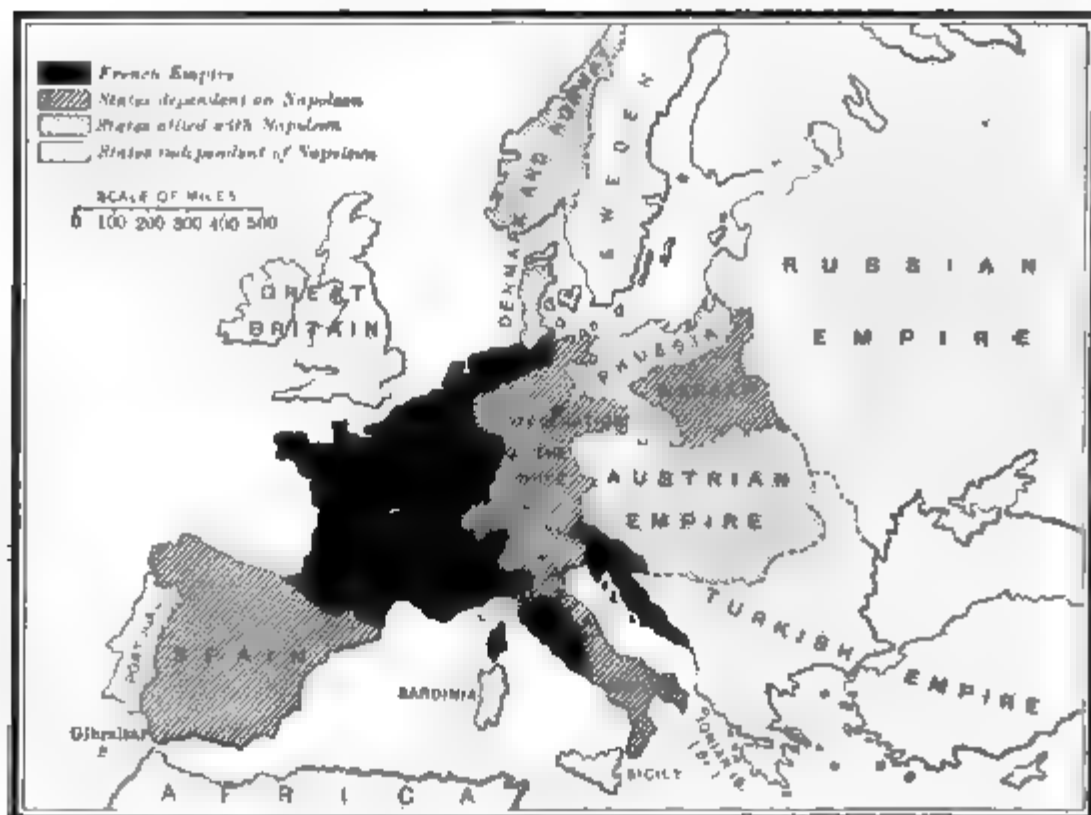 French Empire
States dependent on Napoleon
States allied with Napoleon
States independent of Napoleon
SCALE OF MILES
0 100 200 300 400 500
DENMARK AND NORWAY
SWEDEN
GREAT
BRITAIN
RUSSIAN
EMPIRE
PRUSSIA
AUSTRIAN
EMPIRE
TURKISH
EMPIRE
SPAIN
SARDINIA
Gibraltar
SICILY
AFRICA